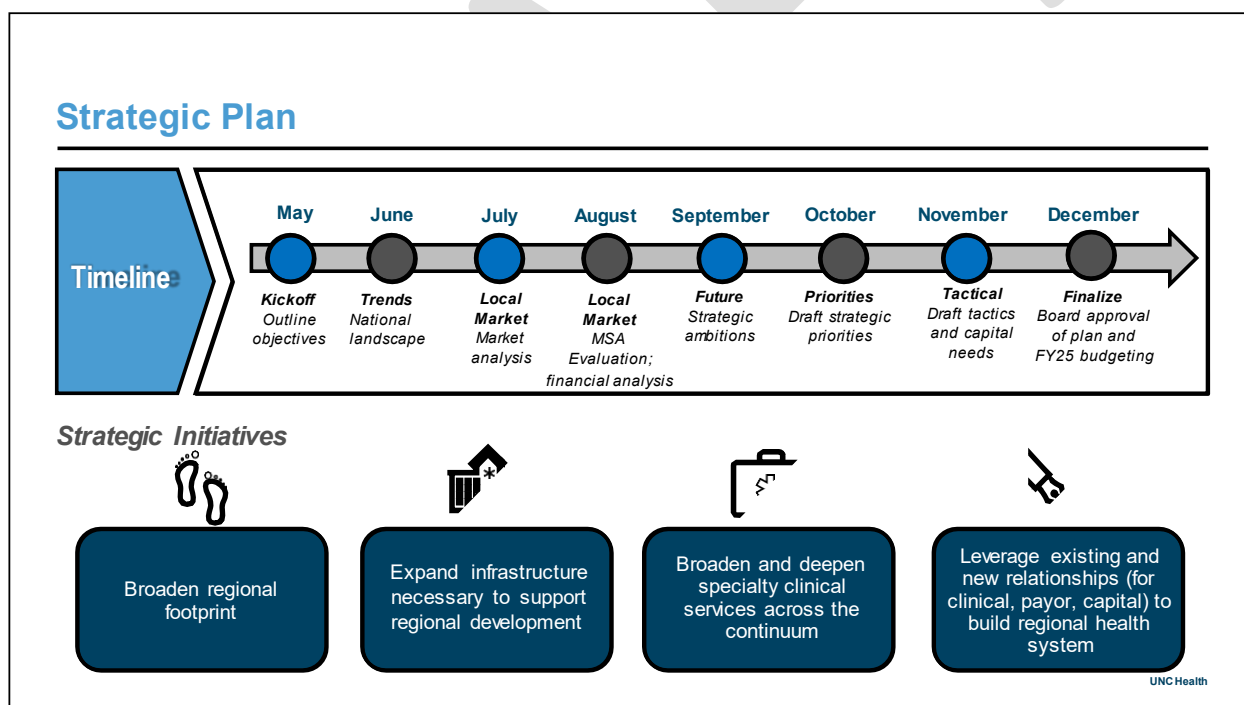 Strategic Plan
Timeline
May
June
July
August
September
October
November
December
Kickoff
Outline
objectives
Trends
National
landscape
Local
Market
Market
analysis
Local
Market
MSA
Evaluation;
financial analysis
Future
Strategic
ambitions
Priorities
Draft strategic
priorities
Tactical
Draft tactics
and capital
needs
Finalize
Board approval
of plan and
FY25 budgeting
Strategic Initiatives
Broaden regional
footprint
Expand infrastructure
necessary to support
regional development
Broaden and deepen
specialty clinical
services across the
continuum
Leverage existing and
new relationships (for
clinical, payor, capital) to
build regional health
system
UNC Health